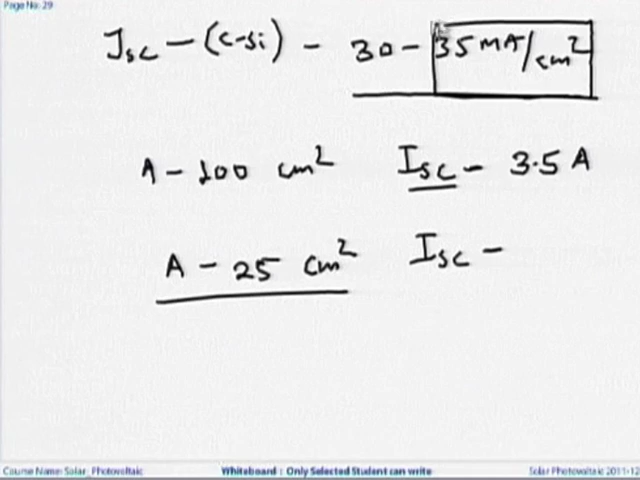 Page No: 29
Jsc - (c-si) - 30 - 35 mA/cm²
A - 100 cm² Isc - 3.5 A
A - 25 cm² Isc -
Course Name: Solar_Photovoltaic Whiteboard : Only Selected Student can write Solar Photovoltaic 2011-12